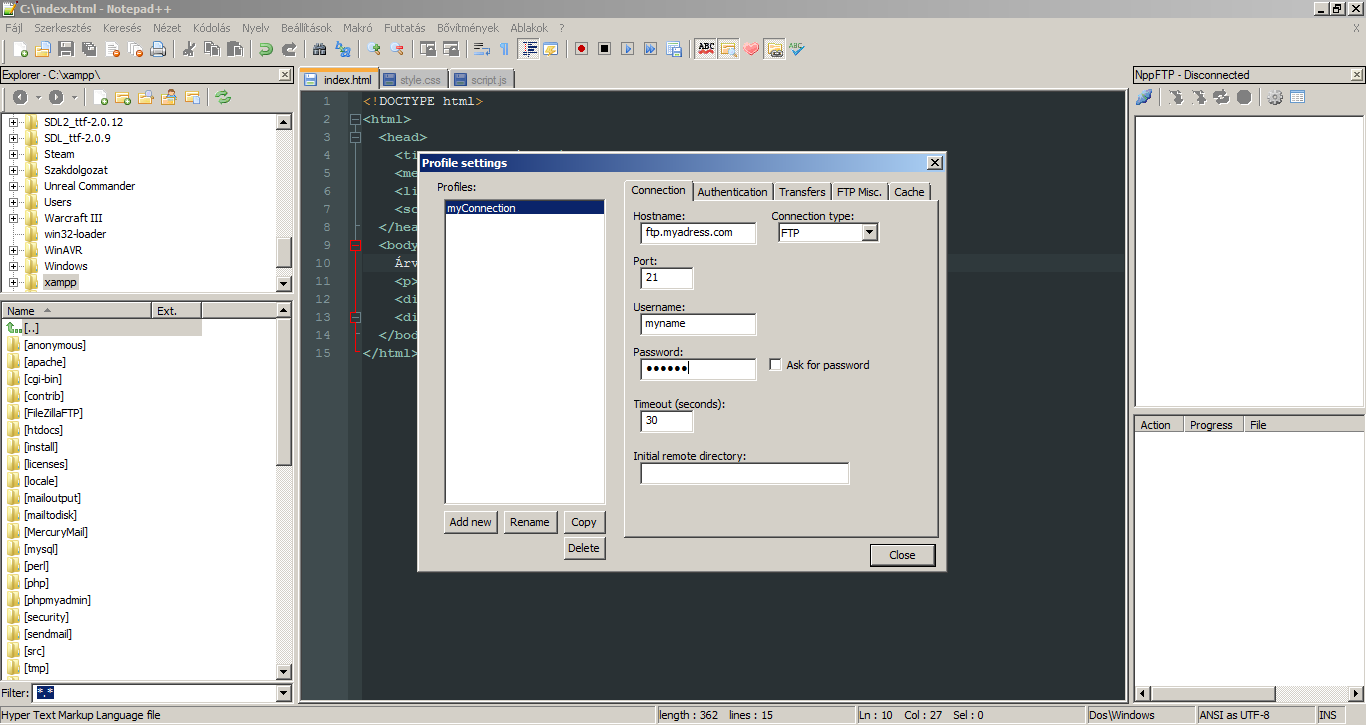 C:\index.html - Notepad++
Fájl Szerkesztés Keresés Nézet Kódolás Nyelv Beállítások Makró Futtatás Bővítmények Ablakok ?
X
ABC ABC
Explorer - C:\xampp\
SDL2_ttf-2.0.12
SDL_ttf-2.0.9
Steam
Szakdolgozat
Unreal Commander
Users
Warcraft III
win32-loader
WinAVR
Windows
xampp
Name Ext.
[..]
[anonymous]
[apache]
[cgi-bin]
[contrib]
[FileZillaFTP]
[htdocs]
[install]
[licenses]
[locale]
[mailoutput]
[mailtodisk]
[MercuryMail]
[mysql]
[perl]
[php]
[phpmyadmin]
[security]
[sendmail]
[src]
[tmp]
Filter: *.*
index.html style.css script.js
1 <!DOCTYPE html>
2 <html>
3 <head>
4 <ti
5 <me
6 <li
7 <sc
8 </hea
9 <body
10 Árv
11 <p>
12 <di
13 <di
14 </bod
15 </html>
Profile settings
Profiles:
myConnection
Add new Rename Copy
Delete
Connection Authentication Transfers FTP Misc. Cache
Hostname: Connection type:
ftp.myadress.com FTP
Port:
21
Username:
myname
Password:
●●●●●● Ask for password
Timeout (seconds):
30
Initial remote directory:
Close
NppFTP - Disconnected
Action Progress File
Hyper Text Markup Language file length : 362 lines : 15 Ln : 10 Col : 27 Sel : 0 Dos\Windows ANSI as UTF-8 INS